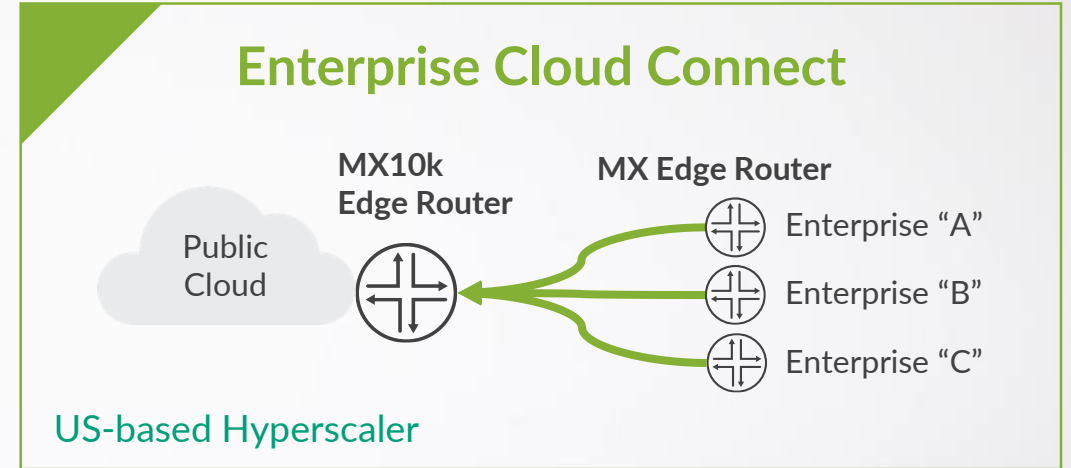 Enterprise Cloud Connect
MX10k
Edge Router
MX Edge Router
Public
Cloud
Enterprise “A”
Enterprise “B”
Enterprise “C”
US-based Hyperscaler